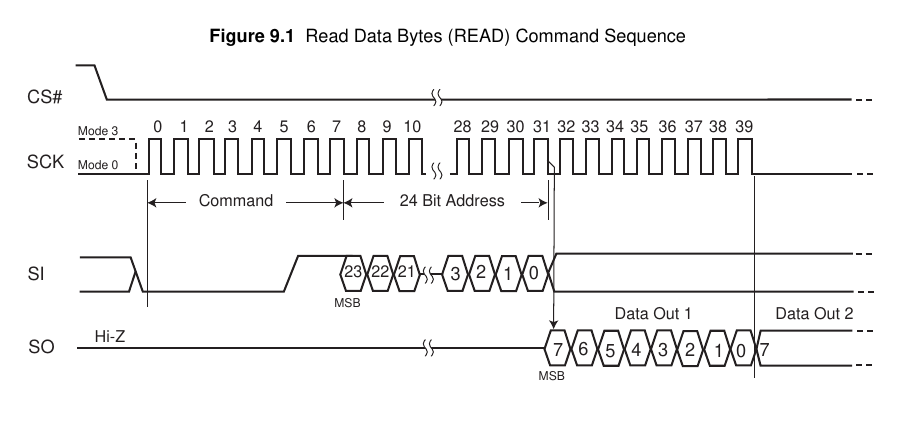 Figure 9.1 Read Data Bytes (READ) Command Sequence
CS#
Mode 3
0 1 2 3 4 5 6 7 8 9 10 28 29 30 31 32 33 34 35 36 37 38 39
SCK
Mode 0
Command
24 Bit Address
SI
23 22 21 3 2 1 0
MSB
Data Out 1
Data Out 2
Hi-Z
SO
7 6 5 4 3 2 1 0 7
MSB